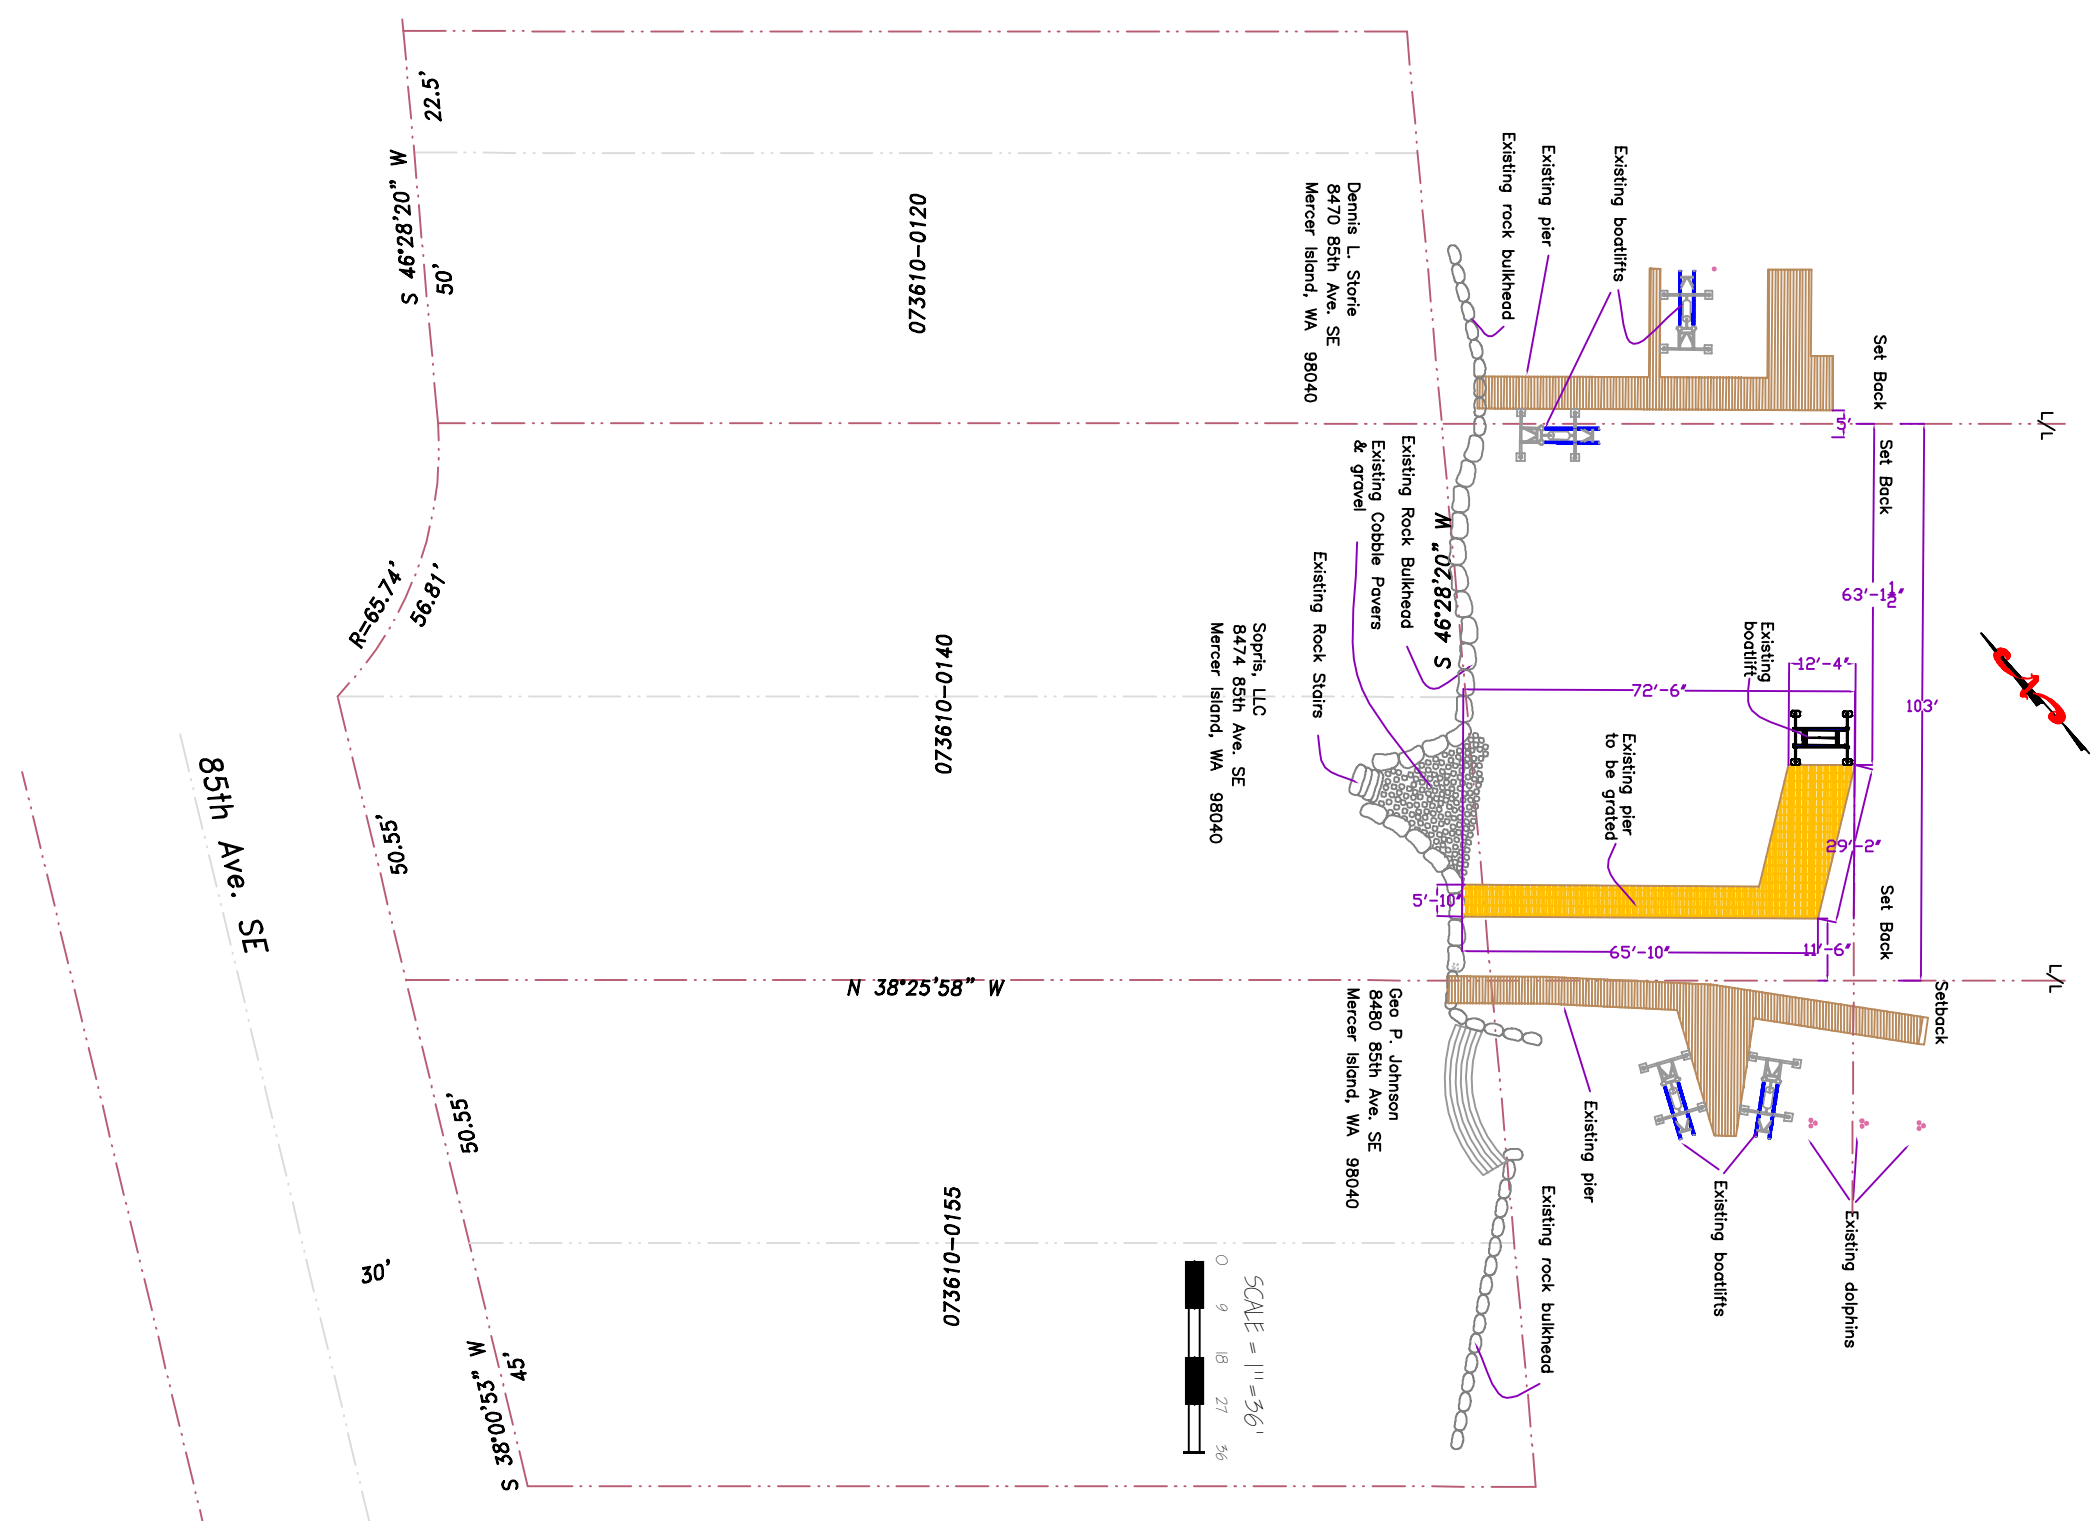 22.5'
S 46°28'20" W
50'
R=65.74'
56.81'
50.55'
50.55'
S 38°00'53" W
45'
30'
85th Ave. SE
073610-0120
073610-0140
073610-0155
N 38°25'58" W
Dennis L. Storie
8470 85th Ave. SE
Mercer Island, WA 98040
Existing rock bulkhead
Existing pier
Existing boatlifts
Set Back
L/L
5'
Set Back
Existing Rock Bulkhead
Existing Cobble Pavers
& gravel
S 46°28'20" W
Existing Rock Stairs
Sopris, LLC
8474 85th Ave. SE
Mercer Island, WA 98040
63'-1½"
Existing
boatlift
12'-4"
72'-6"
103'
Existing pier
to be grated
29'-2"
5'-10"
65'-10"
11'-6"
Set Back
L/L
Setback
Geo P. Johnson
8480 85th Ave. SE
Mercer Island, WA 98040
Existing pier
Existing boatlifts
Existing dolphins
Existing rock bulkhead
SCALE = 1"=36'
0 9 18 27 36